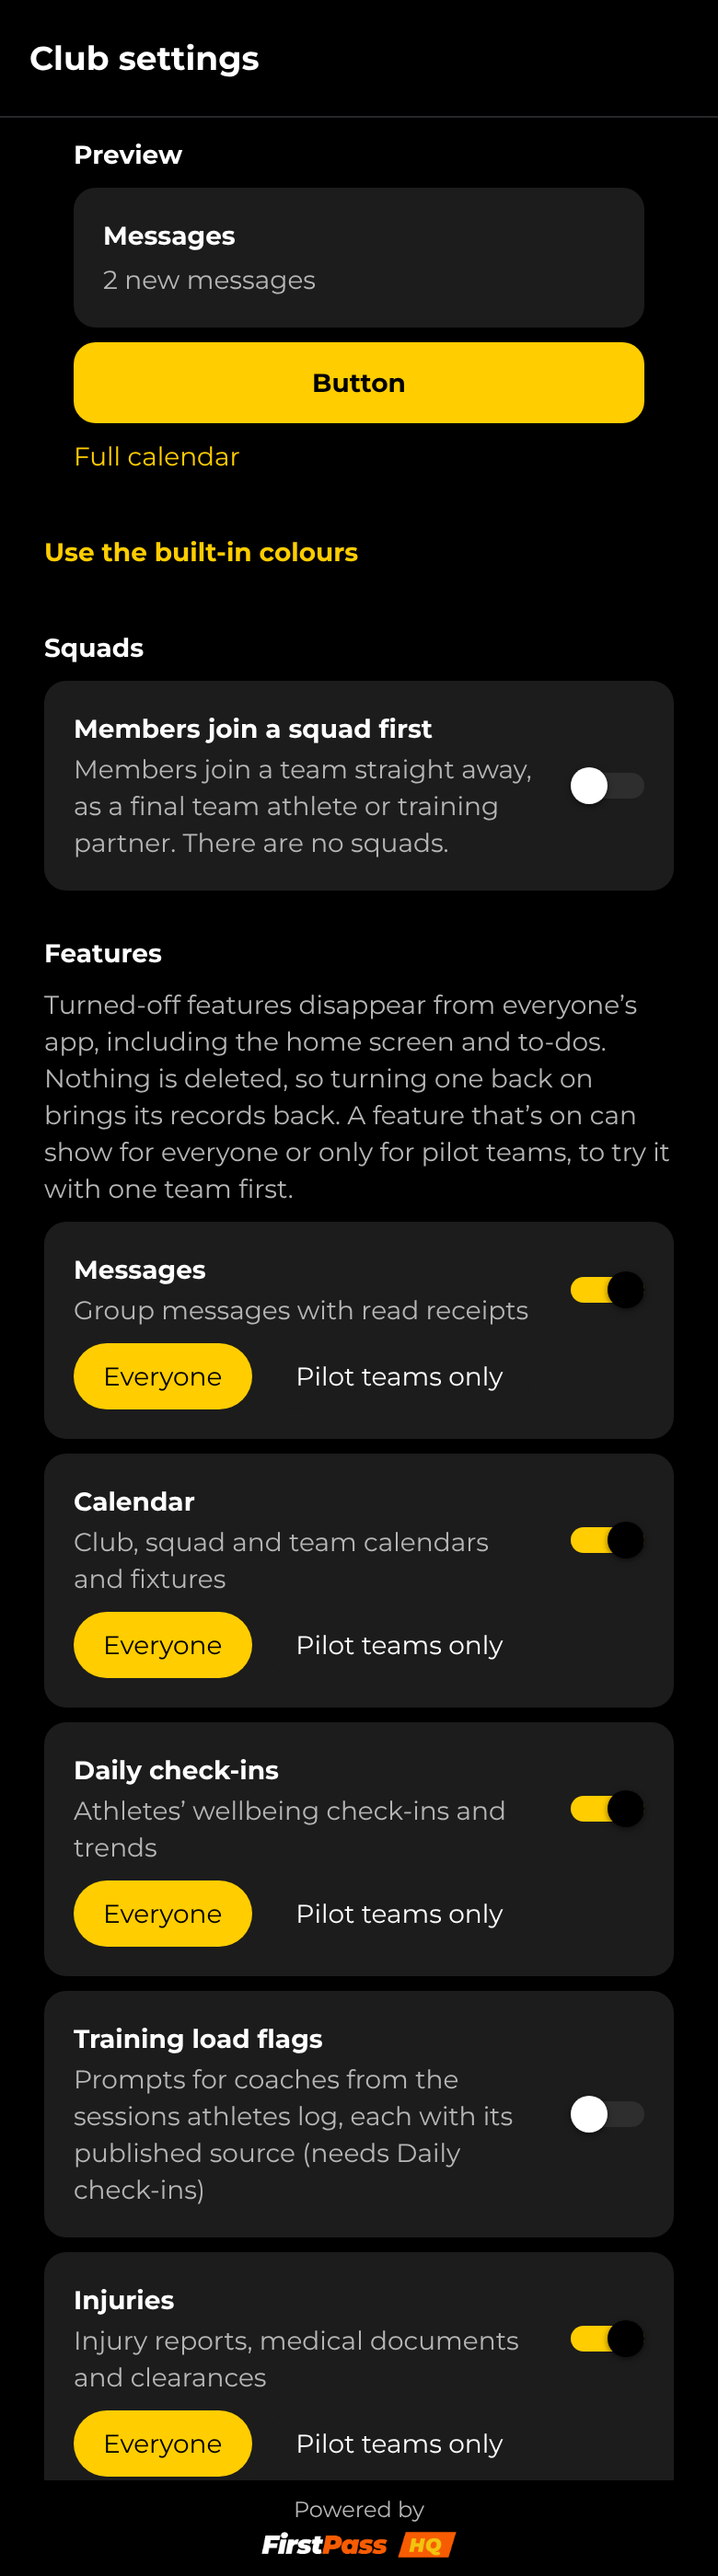 Club settings
Preview
Messages
2 new messages
Button
Full calendar
Use the built-in colours
Squads
Members join a squad first
Members join a team straight away,
as a final team athlete or training
partner. There are no squads.
Features
Turned-off features disappear from everyone’s
app, including the home screen and to-dos.
Nothing is deleted, so turning one back on
brings its records back. A feature that’s on can
show for everyone or only for pilot teams, to try it
with one team first.
Messages
Group messages with read receipts
Everyone Pilot teams only
Calendar
Club, squad and team calendars
and fixtures
Everyone Pilot teams only
Daily check-ins
Athletes’ wellbeing check-ins and
trends
Everyone Pilot teams only
Training load flags
Prompts for coaches from the
sessions athletes log, each with its
published source (needs Daily
check-ins)
Injuries
Injury reports, medical documents
and clearances
Everyone Pilot teams only
Powered by
FirstPass HQ